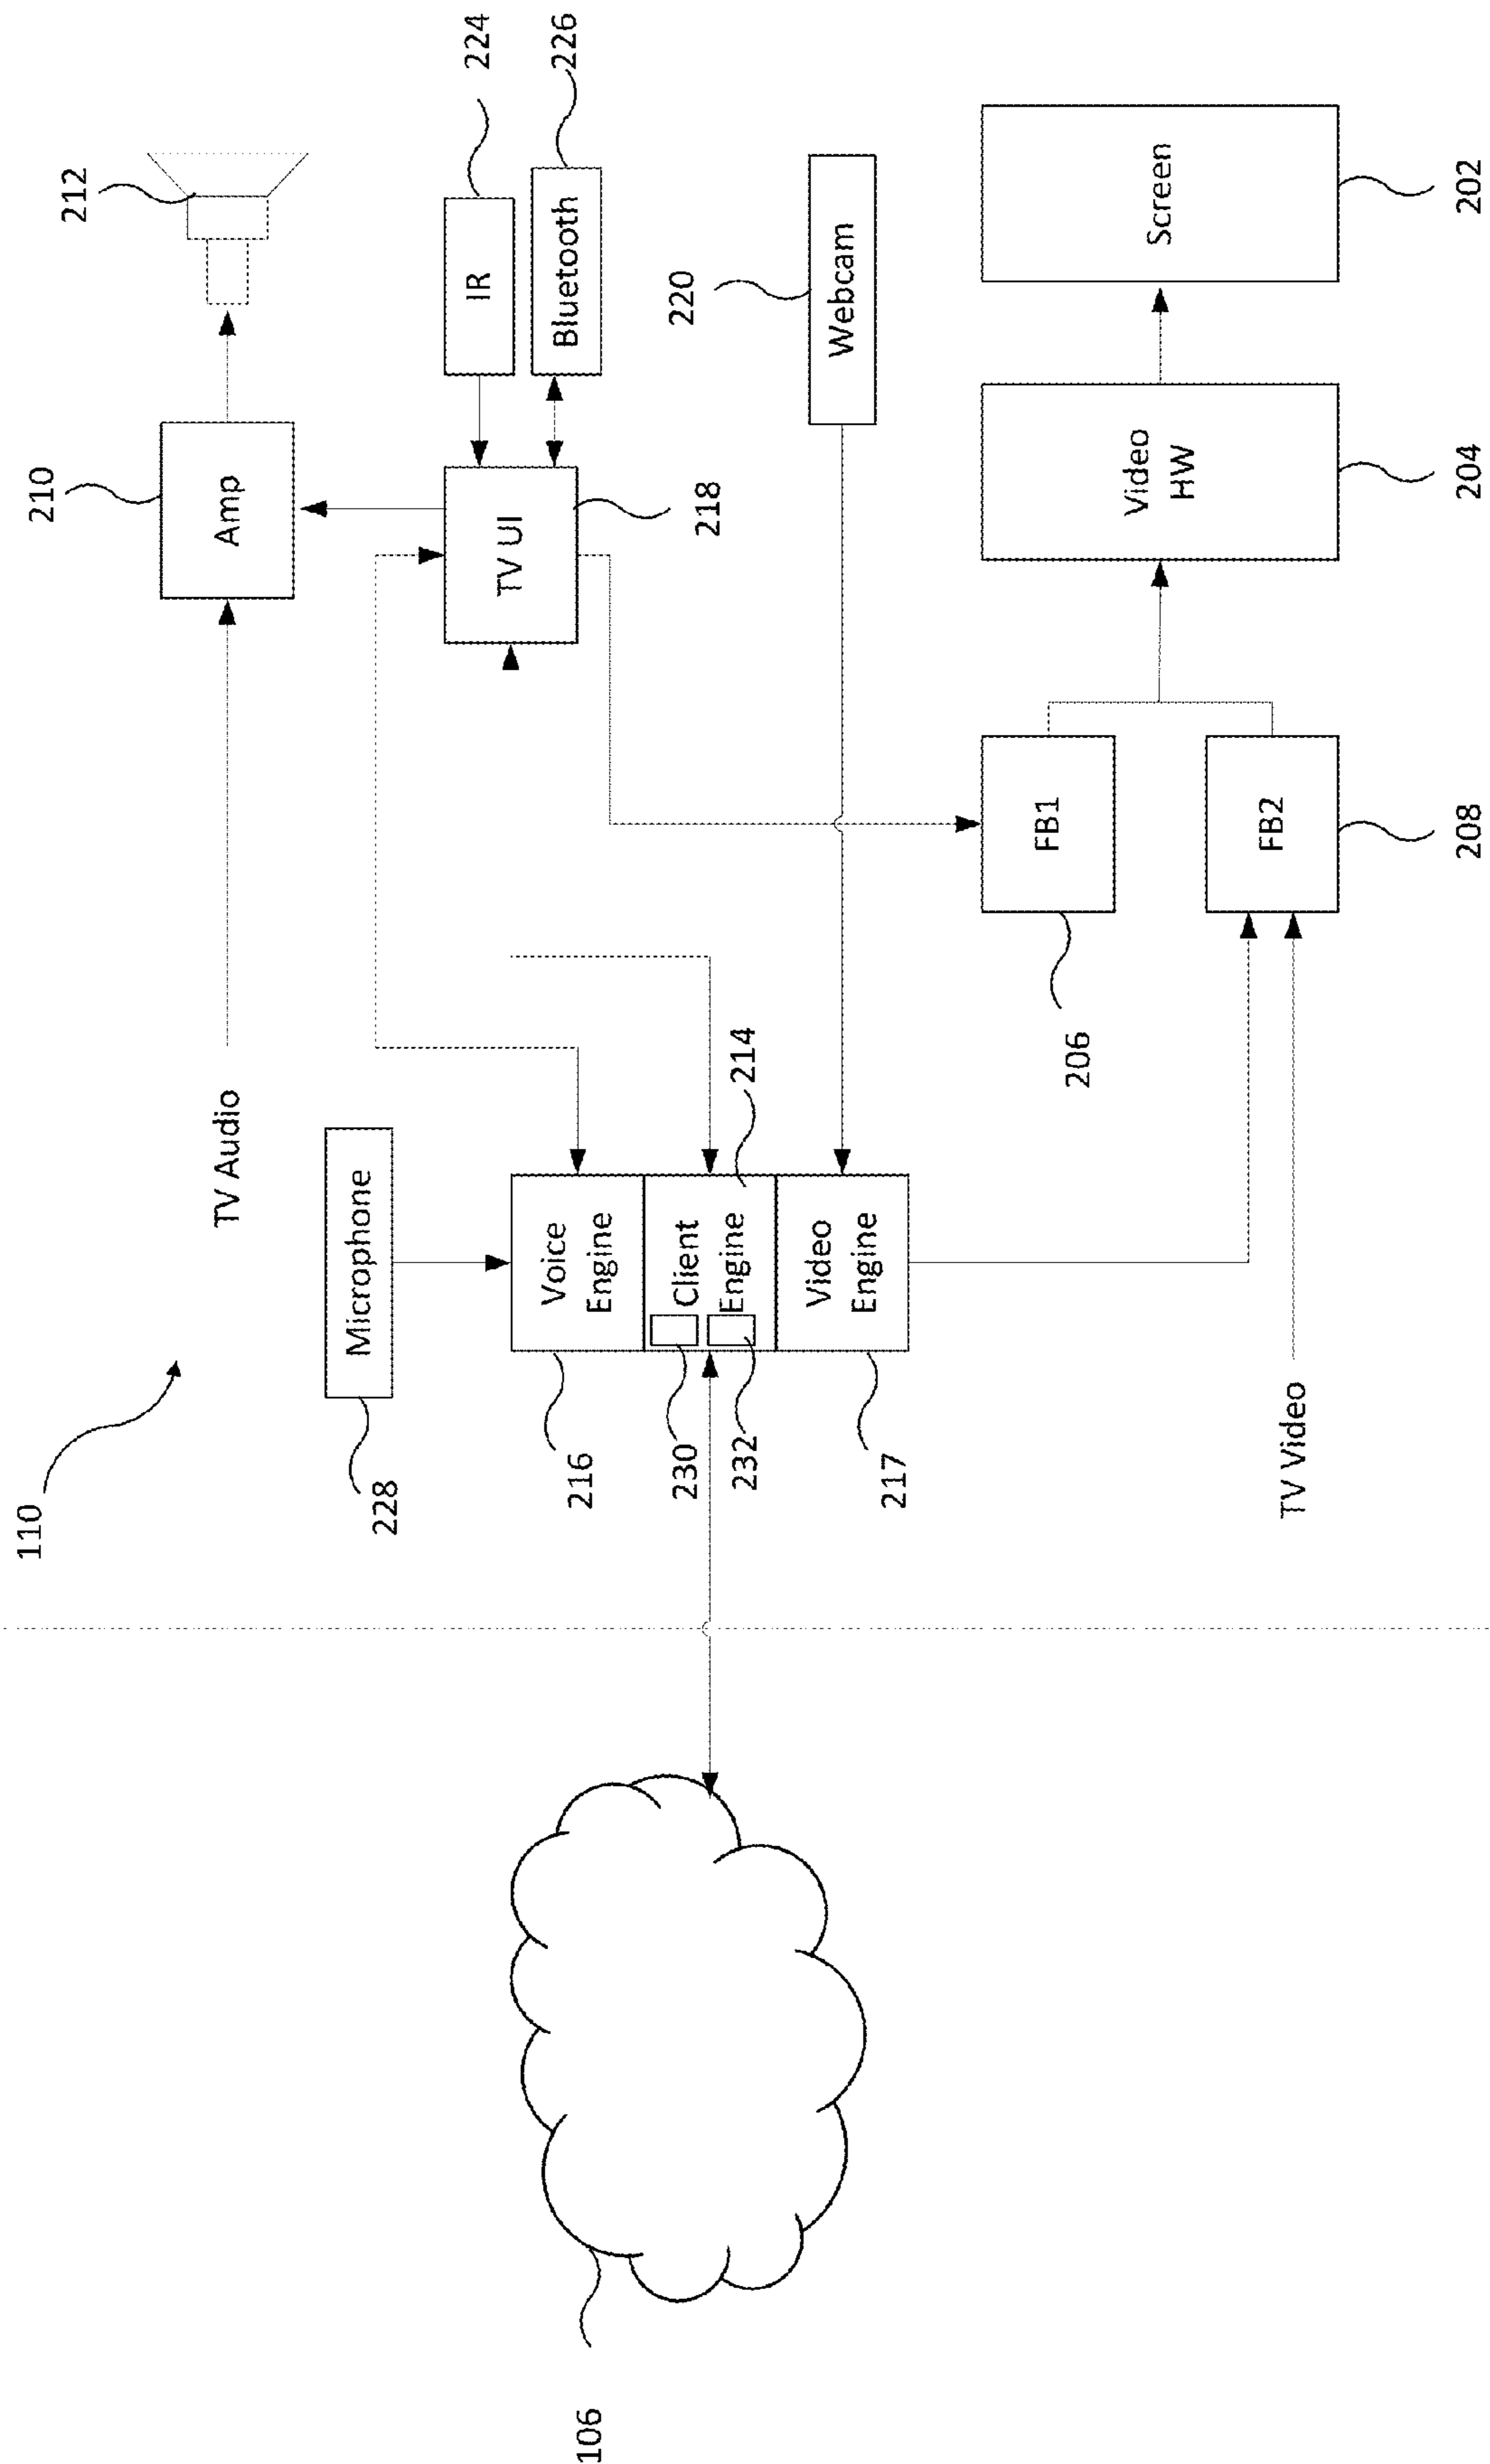 110
TV Audio
210
Amp
212
Microphone
228
TV UI
218
IR
224
Bluetooth
226
Voice
Engine
216
Client
Engine
214
230
232
Video
Engine
217
Webcam
220
106
FB1
206
FB2
208
TV Video
Video
HW
204
Screen
202